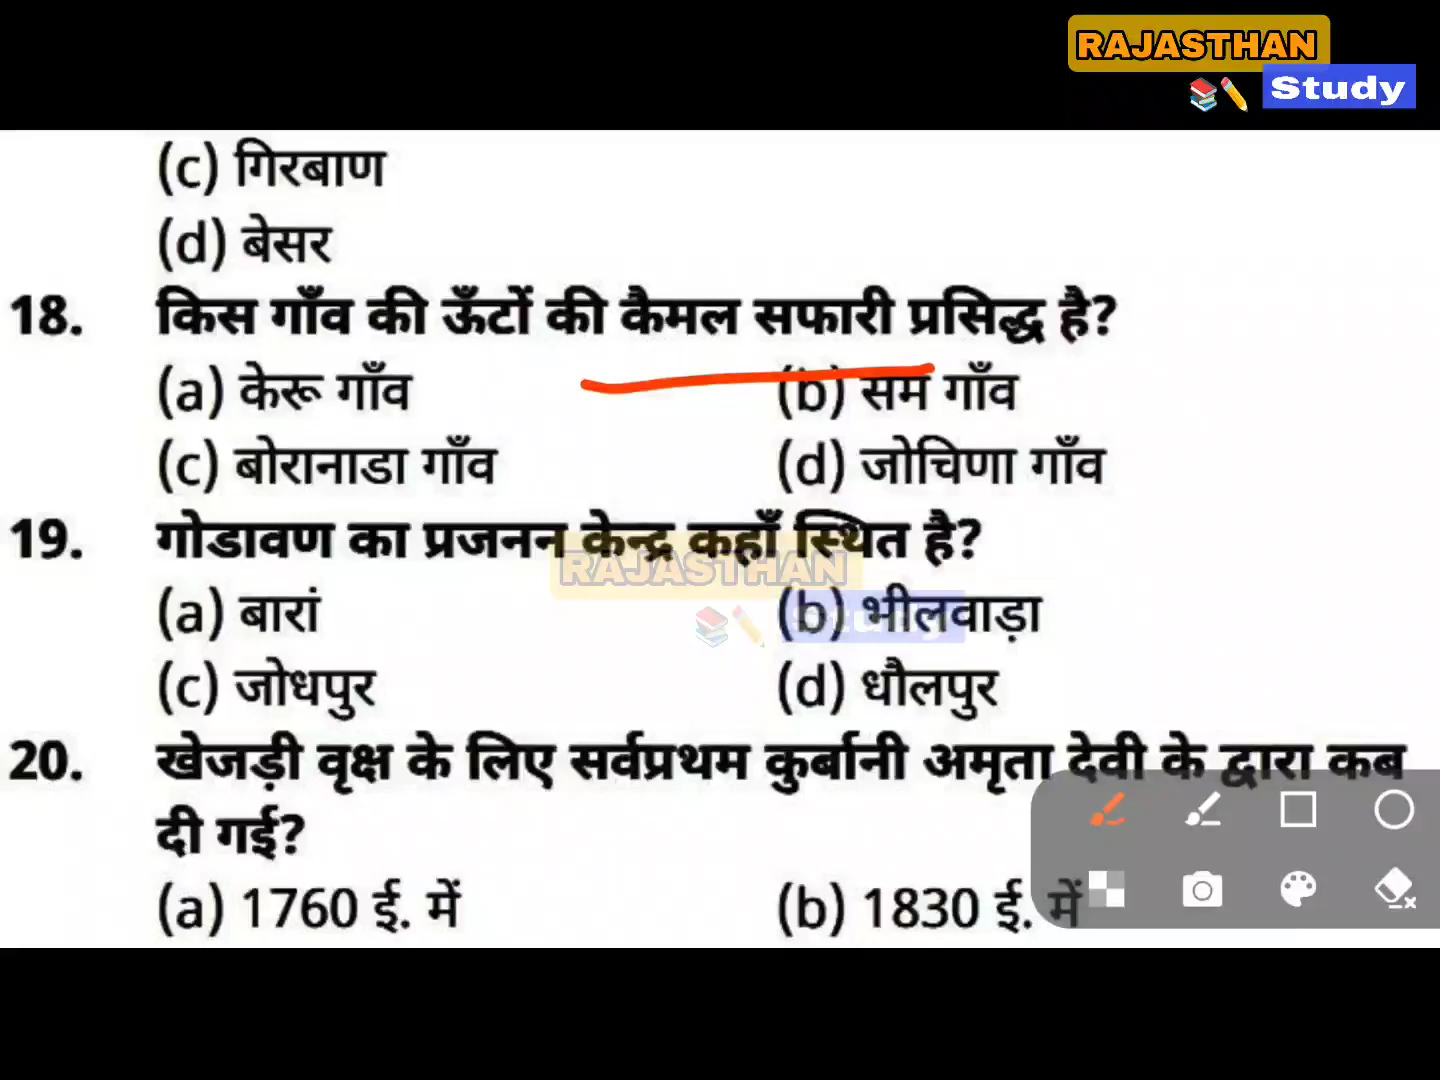 RAJASTHAN
Study
(c) गिरबाण
(d) बेसर
18. किस गाँव की ऊँटों की कैमल सफारी प्रसिद्ध है?
(a) केरू गाँव (b) सम गाँव
(c) बोरानाडा गाँव (d) जोचिणा गाँव
19. गोडावण का प्रजनन केन्द्र कहाँ स्थित है?
RAJASTHAN
(a) बारां (b) भीलवाड़ा
Study
(c) जोधपुर (d) धौलपुर
20. खेजड़ी वृक्ष के लिए सर्वप्रथम कुर्बानी अमृता देवी के द्वारा कब
दी गई?
(a) 1760 ई. में (b) 1830 ई. में